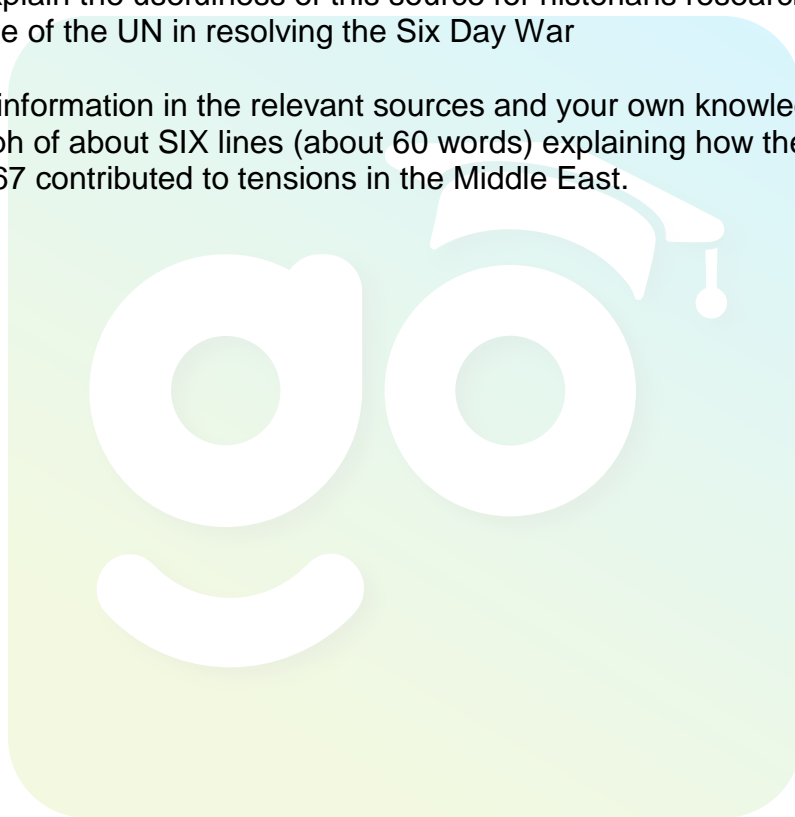 plain the usefulness of this source for historians research
e of the UN in resolving the Six Day War
information in the relevant sources and your own knowle
ph of about SIX lines (about 60 words) explaining how the
67 contributed to tensions in the Middle East.
go